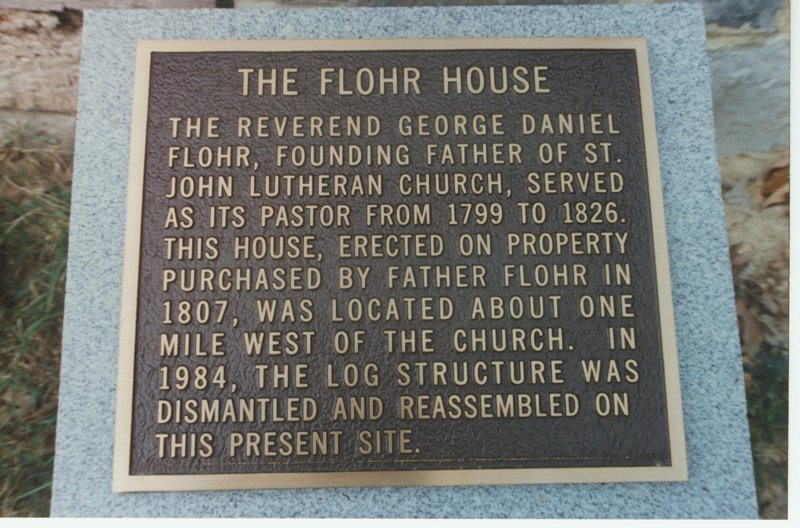 THE FLOHR HOUSE
THE REVEREND GEORGE DANIEL
FLOHR, FOUNDING FATHER OF ST.
JOHN LUTHERAN CHURCH, SERVED
AS ITS PASTOR FROM 1799 TO 1826.
THIS HOUSE, ERECTED ON PROPERTY
PURCHASED BY FATHER FLOHR IN
1807, WAS LOCATED ABOUT ONE
MILE WEST OF THE CHURCH. IN
1984, THE LOG STRUCTURE WAS
DISMANTLED AND REASSEMBLED ON
THIS PRESENT SITE.